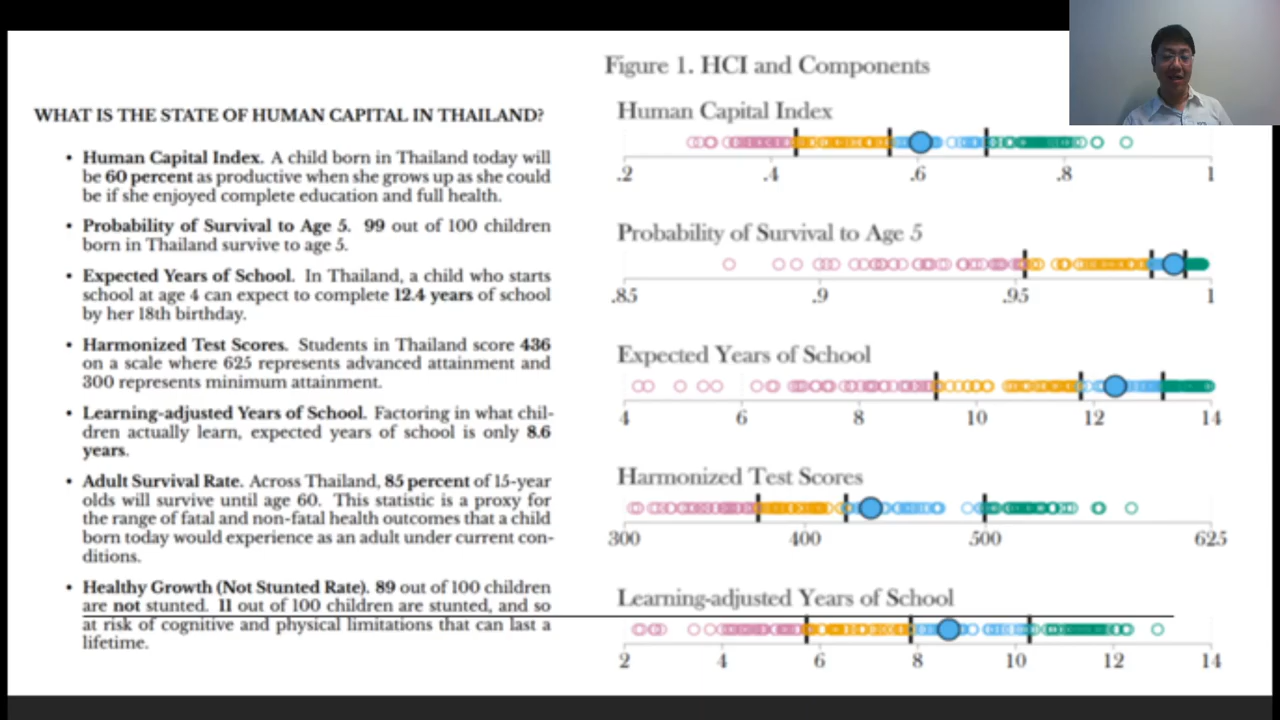 WHAT IS THE STATE OF HUMAN CAPITAL IN THAILAND?
• Human Capital Index. A child born in Thailand today will
be 60 percent as productive when she grows up as she could
be if she enjoyed complete education and full health.
• Probability of Survival to Age 5. 99 out of 100 children
born in Thailand survive to age 5.
• Expected Years of School. In Thailand, a child who starts
school at age 4 can expect to complete 12.4 years of school
by her 18th birthday.
• Harmonized Test Scores. Students in Thailand score 436
on a scale where 625 represents advanced attainment and
300 represents minimum attainment.
• Learning-adjusted Years of School. Factoring in what chil-
dren actually learn, expected years of school is only 8.6
years.
• Adult Survival Rate. Across Thailand, 85 percent of 15-year
olds will survive until age 60. This statistic is a proxy for
the range of fatal and non-fatal health outcomes that a child
born today would experience as an adult under current con-
ditions.
• Healthy Growth (Not Stunted Rate). 89 out of 100 children
are not stunted. 11 out of 100 children are stunted, and so
at risk of cognitive and physical limitations that can last a
lifetime.
Figure 1. HCI and Components
Human Capital Index
.2 .4 .6 .8 1
Probability of Survival to Age 5
.85 .9 .95 1
Expected Years of School
4 6 8 10 12 14
Harmonized Test Scores
300 400 500 625
Learning-adjusted Years of School
2 4 6 8 10 12 14